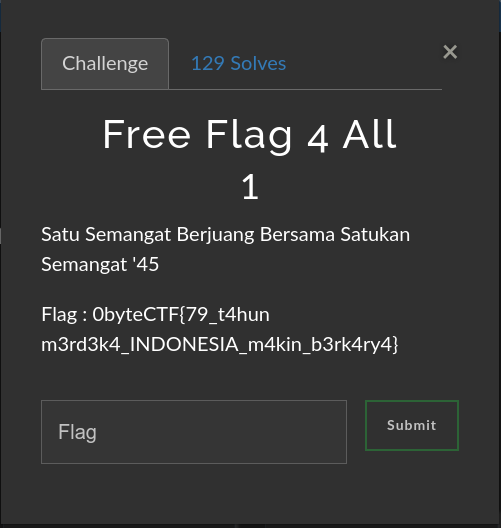 Challenge
129 Solves
×
Free Flag 4 All
1
Satu Semangat Berjuang Bersama Satukan
Semangat '45
Flag : 0byteCTF{79_t4hun
m3rd3k4_INDONESIA_m4kin_b3rk4ry4}
Flag
Submit